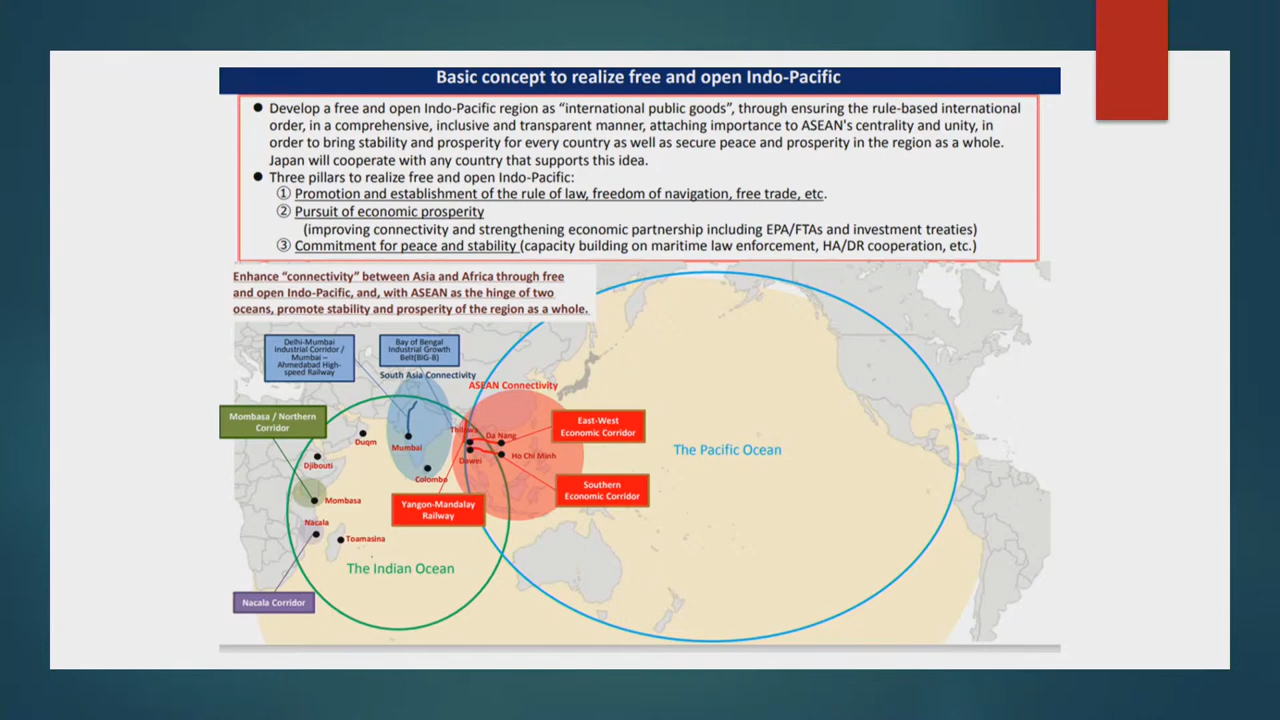 Basic concept to realize free and open Indo-Pacific
● Develop a free and open Indo-Pacific region as “international public goods”, through ensuring the rule-based international
order, in a comprehensive, inclusive and transparent manner, attaching importance to ASEAN's centrality and unity, in
order to bring stability and prosperity for every country as well as secure peace and prosperity in the region as a whole.
Japan will cooperate with any country that supports this idea.
● Three pillars to realize free and open Indo-Pacific:
① Promotion and establishment of the rule of law, freedom of navigation, free trade, etc.
② Pursuit of economic prosperity
(improving connectivity and strengthening economic partnership including EPA/FTAs and investment treaties)
③ Commitment for peace and stability (capacity building on maritime law enforcement, HA/DR cooperation, etc.)
Enhance “connectivity” between Asia and Africa through free
and open Indo-Pacific, and, with ASEAN as the hinge of two
oceans, promote stability and prosperity of the region as a whole.
Delhi-Mumbai
Industrial Corridor /
Mumbai –
Ahmedabad High-
speed Railway
Bay of Bengal
Industrial Growth
Belt(BIG-B)
South Asia Connectivity
ASEAN Connectivity
Mombasa / Northern
Corridor
East-West
Economic Corridor
Duqm
Mumbai
Thilawa
Da Nang
Dawei
Ho Chi Minh
The Pacific Ocean
Djibouti
Colombo
Southern
Economic Corridor
Yangon-Mandalay
Railway
Mombasa
Nacala
Toamasina
The Indian Ocean
Nacala Corridor